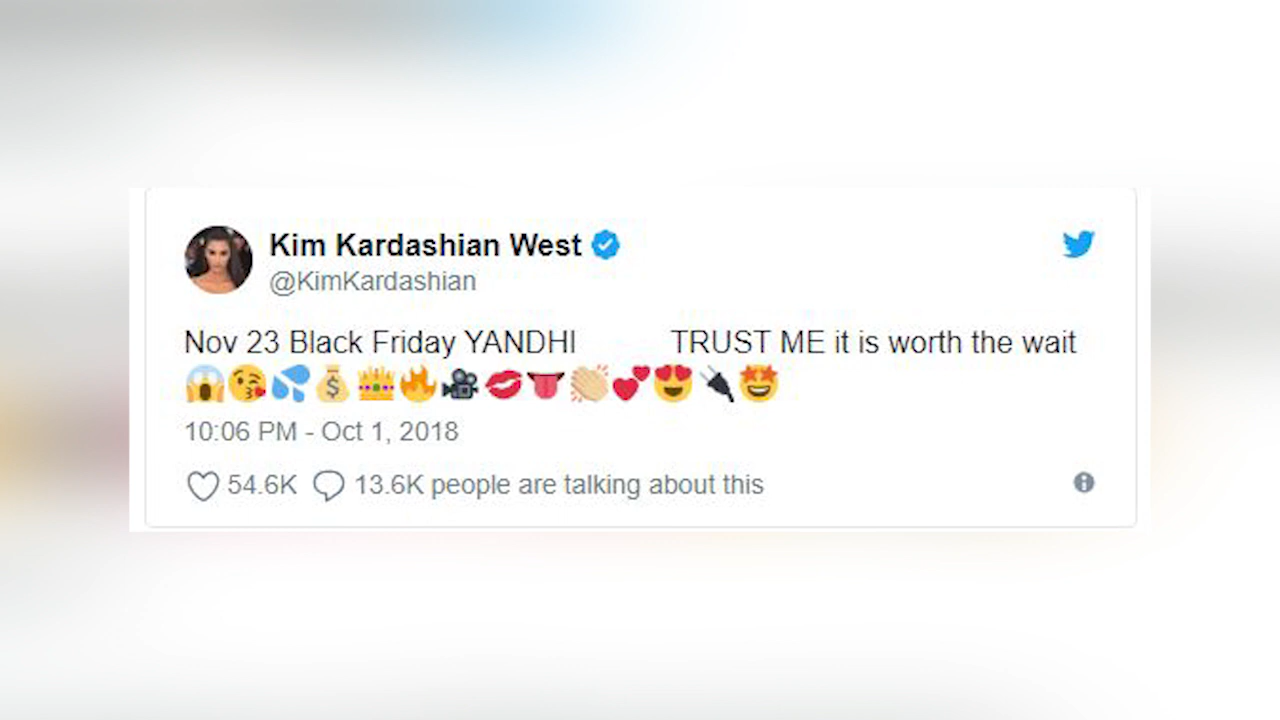 Kim Kardashian West
@KimKardashian
Nov 23 Black Friday YANDHI TRUST ME it is worth the wait
😱😘💦💰👑🔥🎥💋👅👏💕😍🔌🤩
10:06 PM - Oct 1, 2018
54.6K 13.6K people are talking about this